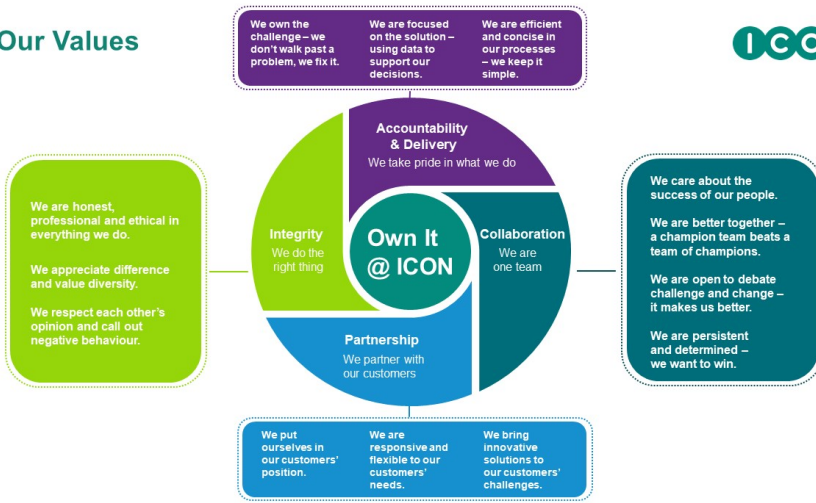 Our Values
ICO
We own the
challenge – we
don't walk past a
problem, we fix it.
We are focused
on the solution –
using data to
support our
decisions.
We are efficient
and concise in
our processes
– we keep it
simple.
Accountability
& Delivery
We take pride in what we do
Integrity
We do the
right thing
Own It
@ ICON
Collaboration
We are
one team
Partnership
We partner with
our customers
We are honest,
professional and ethical in
everything we do.
We appreciate difference
and value diversity.
We respect each other's
opinion and call out
negative behaviour.
We care about the
success of our people.
We are better together –
a champion team beats a
team of champions.
We are open to debate
challenge and change –
it makes us better.
We are persistent
and determined –
we want to win.
We put
ourselves in
our customers'
position.
We are
responsive and
flexible to our
customers'
needs.
We bring
innovative
solutions to
our customers'
challenges.